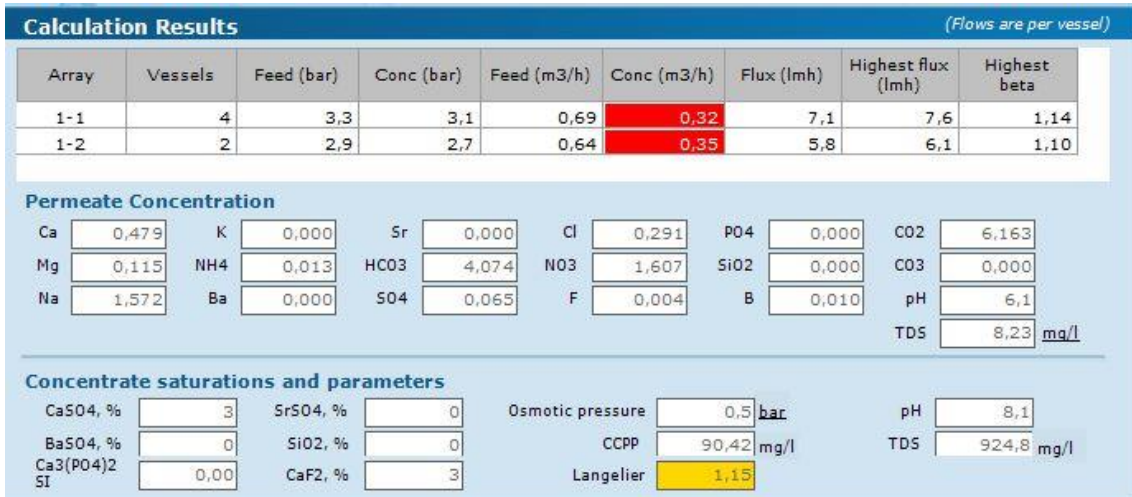 Calculation Results (Flows are per vessel)
Array Vessels Feed (bar) Conc (bar) Feed (m3/h) Conc (m3/h) Flux (lmh) Highest flux (lmh) Highest beta
1-1 4 3,3 3,1 0,69 0,32 7,1 7,6 1,14
1-2 2 2,9 2,7 0,64 0,35 5,8 6,1 1,10
Permeate Concentration
Ca 0,479 K 0,000 Sr 0,000 Cl 0,291 PO4 0,000 CO2 6,163
Mg 0,115 NH4 0,013 HCO3 4,074 NO3 1,607 SiO2 0,000 CO3 0,000
Na 1,572 Ba 0,000 SO4 0,065 F 0,004 B 0,010 pH 6,1
TDS 8,23 mg/l
Concentrate saturations and parameters
CaSO4, % 3 SrSO4, % 0 Osmotic pressure 0,5 bar pH 8,1
BaSO4, % 0 SiO2, % 0 CCPP 90,42 mg/l TDS 924,8 mg/l
Ca3(PO4)2 SI 0,00 CaF2, % 3 Langelier 1,15